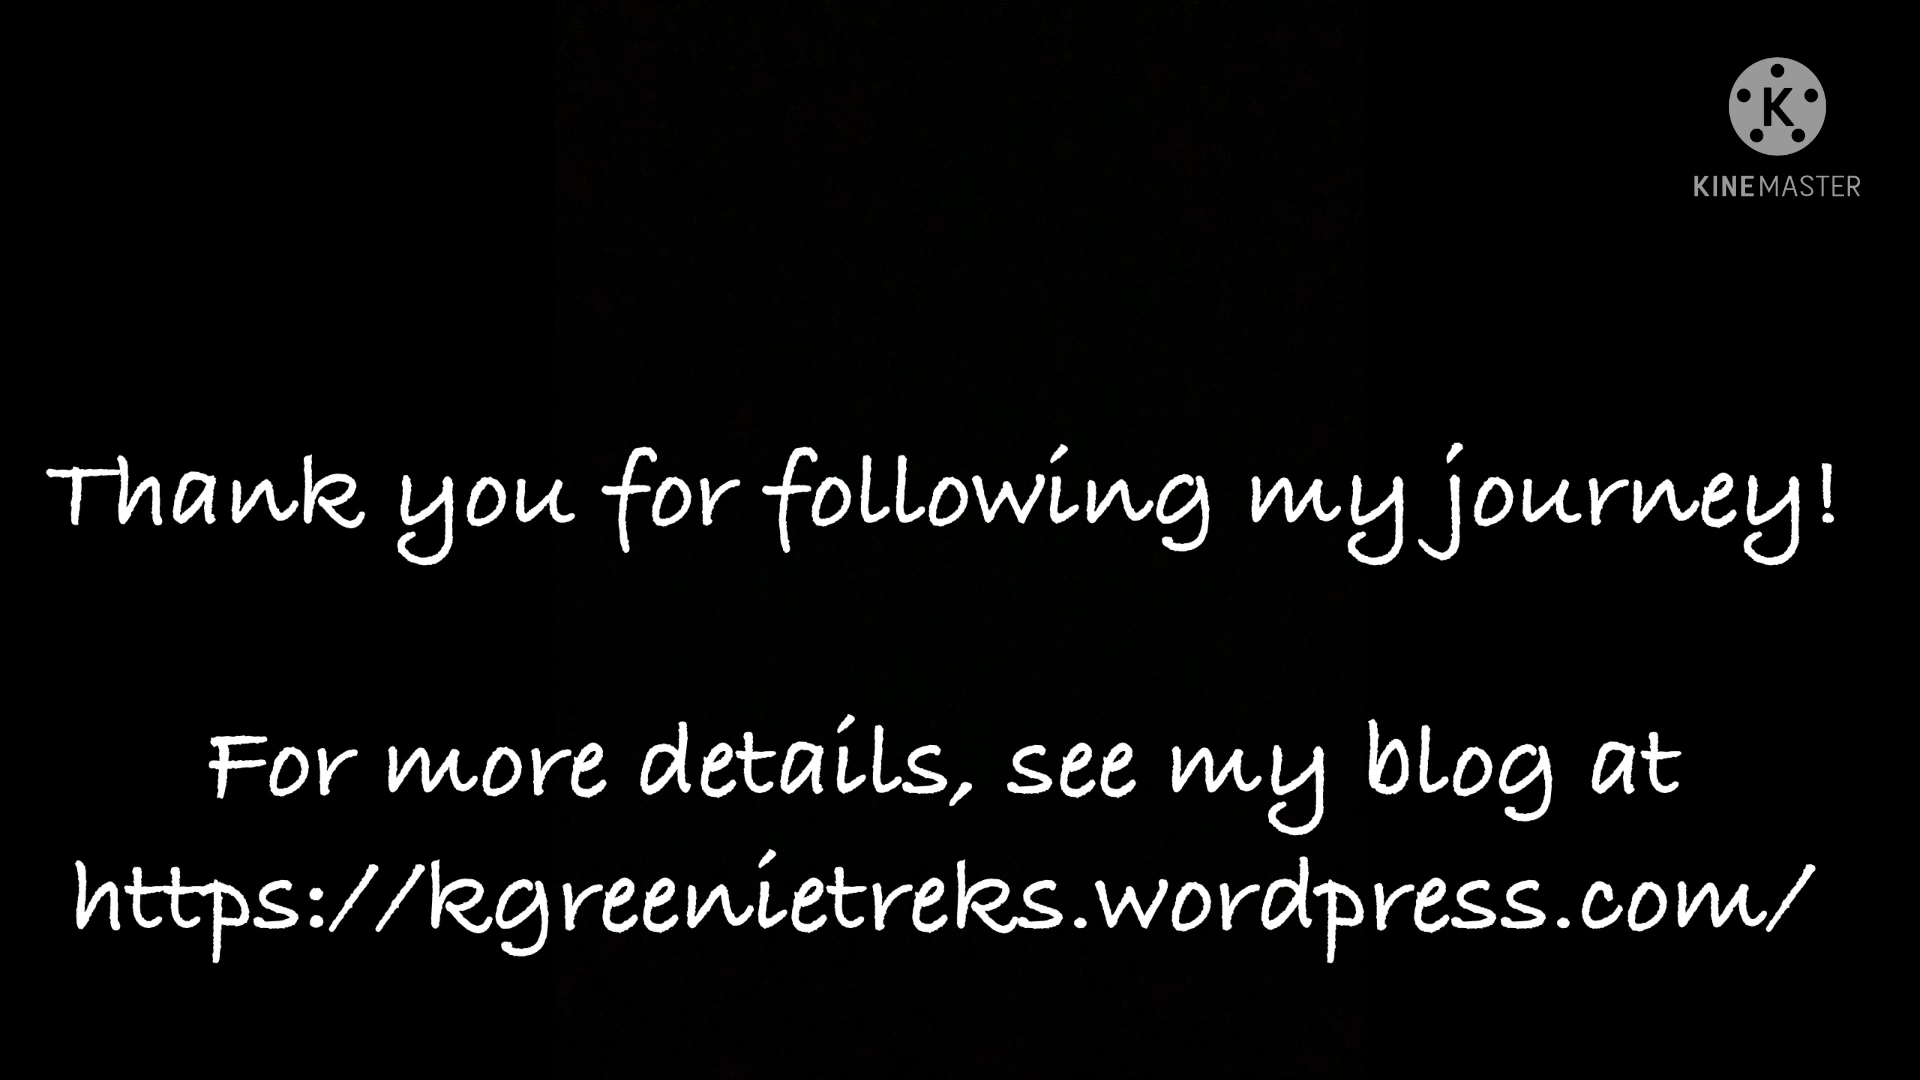 K
KINEMASTER
Thank you for following my journey!
For more details, see my blog at
https://kgreenietreks.wordpress.com/